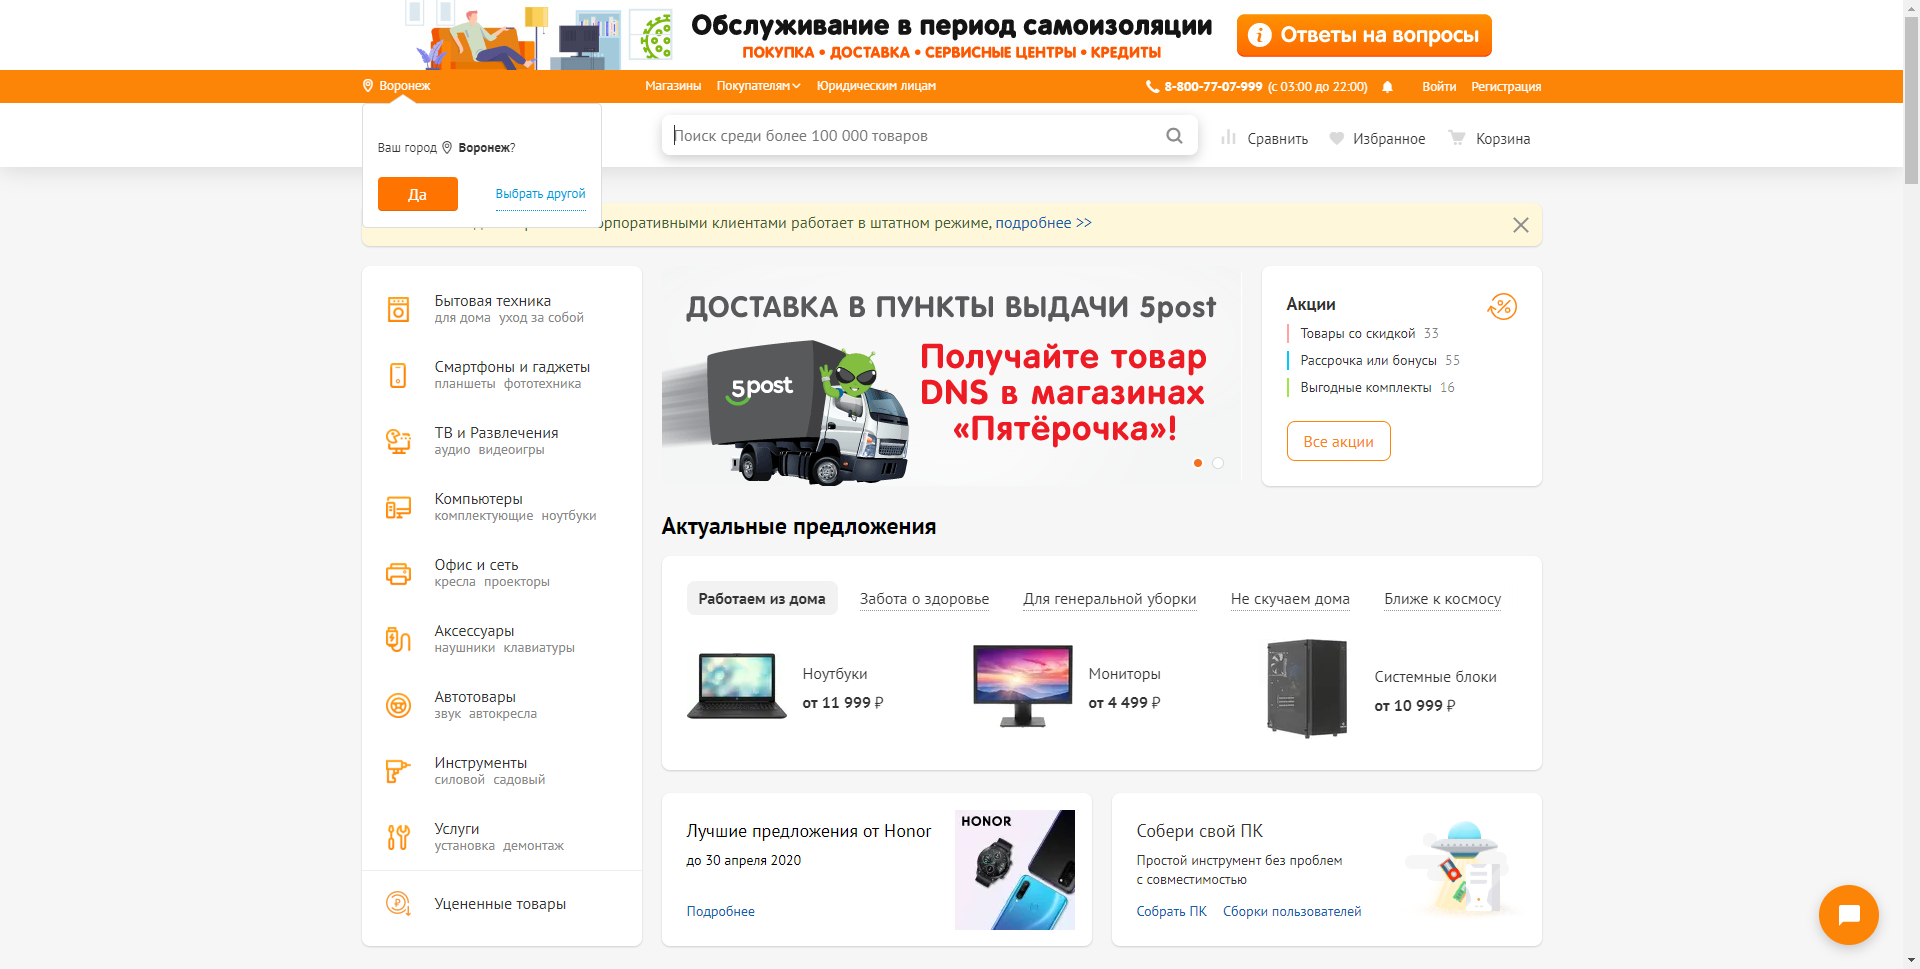 Обслуживание в период самоизоляции
ПОКУПКА • ДОСТАВКА • СЕРВИСНЫЕ ЦЕНТРЫ • КРЕДИТЫ
Ответы на вопросы
Воронеж
Магазины
Покупателям
Юридическим лицам
8-800-77-07-999 (с 03:00 до 22:00)
Войти
Регистрация
Ваш город Воронеж?
Да
Выбрать другой
Поиск среди более 100 000 товаров
Сравнить
Избранное
Корзина
орпоративными клиентами работает в штатном режиме, подробнее >>
Бытовая техника
для дома уход за собой
Смартфоны и гаджеты
планшеты фототехника
ТВ и Развлечения
аудио видеоигры
Компьютеры
комплектующие ноутбуки
Офис и сеть
кресла проекторы
Аксессуары
наушники клавиатуры
Автотовары
звук автокресла
Инструменты
силовой садовый
Услуги
установка демонтаж
Уцененные товары
ДОСТАВКА В ПУНКТЫ ВЫДАЧИ 5post
5post
Получайте товар
DNS в магазинах
«Пятёрочка»!
Акции
Товары со скидкой 33
Рассрочка или бонусы 55
Выгодные комплекты 16
Все акции
Актуальные предложения
Работаем из дома
Забота о здоровье
Для генеральной уборки
Не скучаем дома
Ближе к космосу
Ноутбуки
от 11 999 ₽
Мониторы
от 4 499 ₽
Системные блоки
от 10 999 ₽
Лучшие предложения от Honor
до 30 апреля 2020
Подробнее
HONOR
Собери свой ПК
Простой инструмент без проблем
с совместимостью
Собрать ПК
Сборки пользователей